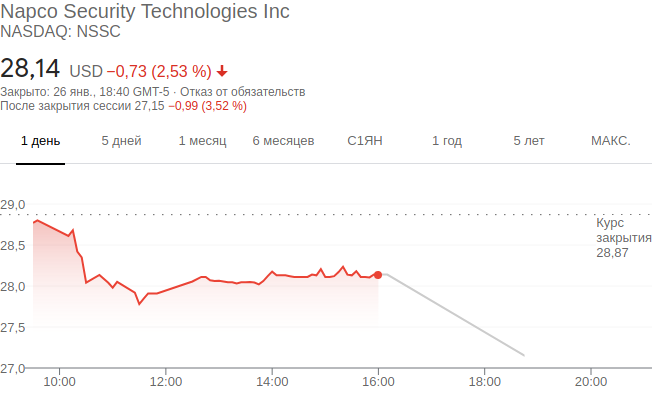 Napco Security Technologies Inc
NASDAQ: NSSC
28,14 USD −0,73 (2,53 %)
Закрыто: 26 янв., 18:40 GMT-5 · Отказ от обязательств
После закрытия сессии 27,15 −0,99 (3,52 %)
1 день 5 дней 1 месяц 6 месяцев С1ЯН 1 год 5 лет МАКС.
29,0
Курс
закрытия
28,87
28,5
28,0
27,5
27,0
10:00 12:00 14:00 16:00 18:00 20:00